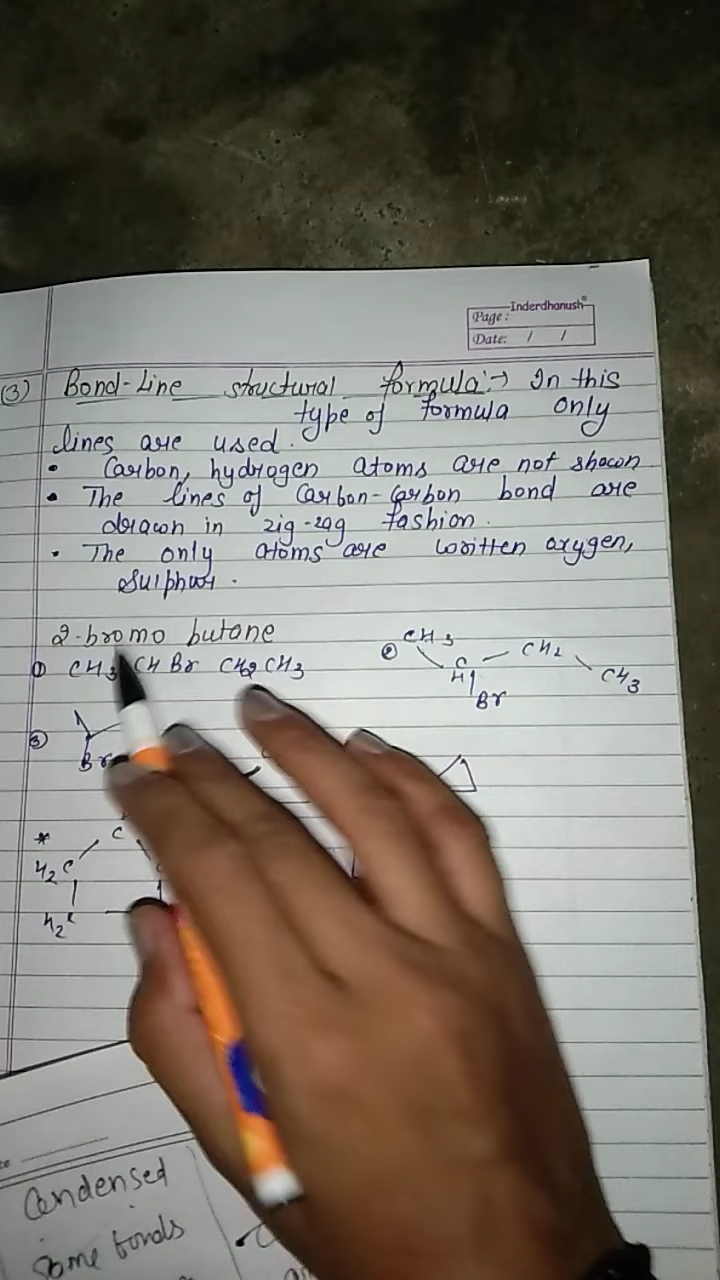 Inderdhanush
Page:
Date: / /
(3) Bond-Line structural formula:→ In this
type of formula only
lines are used.
• Carbon, hydrogen atoms are not shown
• The lines of Carbon-Carbon bond are
drawn in zig-zag fashion.
• The only atoms are written oxygen,
Sulphur.
2-bromo butane
① CH3 CH Br CH2 CH3
② CH3 CH2
C
H CH3
Br
③
Br
* C
H2C
H2C
Condensed
Some bonds